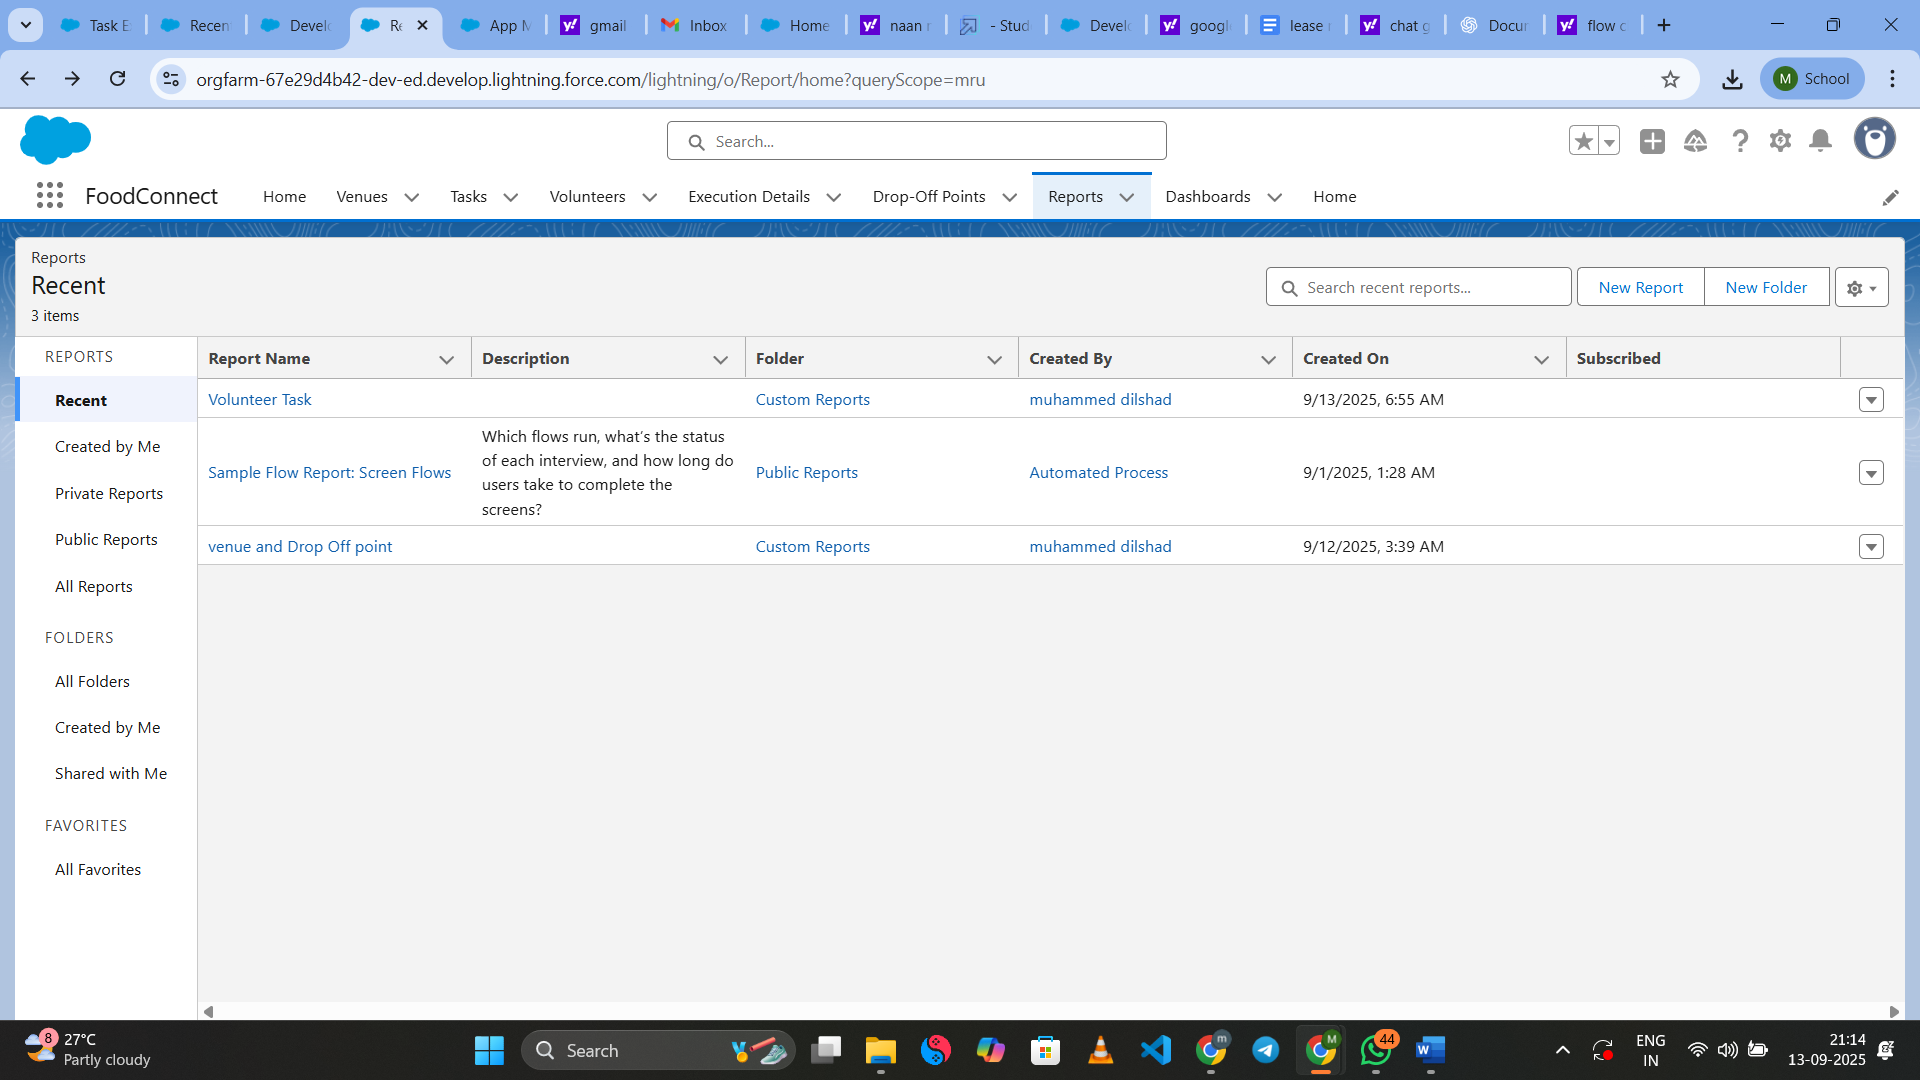 Task E
Recen
Develo
Re
App M
gmail
Inbox
Home
naan r
- Stud
Develo
google
lease r
chat g
Docur
flow c
orgfarm-67e29d4b42-dev-ed.develop.lightning.force.com/lightning/o/Report/home?queryScope=mru
M School
Search...
FoodConnect
Home
Venues
Tasks
Volunteers
Execution Details
Drop-Off Points
Reports
Dashboards
Home
Reports
Recent
3 items
Search recent reports...
New Report
New Folder
REPORTS
Recent
Created by Me
Private Reports
Public Reports
All Reports
FOLDERS
All Folders
Created by Me
Shared with Me
FAVORITES
All Favorites
Report Name Description Folder Created By Created On Subscribed
Volunteer Task Custom Reports muhammed dilshad 9/13/2025, 6:55 AM
Which flows run, what's the status
of each interview, and how long do
users take to complete the
screens?
Sample Flow Report: Screen Flows Public Reports Automated Process 9/1/2025, 1:28 AM
venue and Drop Off point Custom Reports muhammed dilshad 9/12/2025, 3:39 AM
8
27°C
Partly cloudy
Search
m
M
44
W
ENG
IN
21:14
13-09-2025